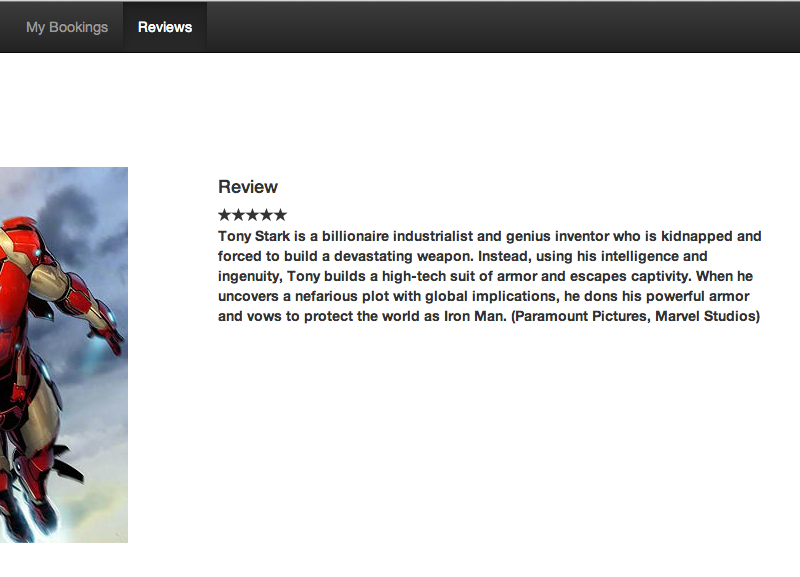 My Bookings Reviews
Review
★★★★★
Tony Stark is a billionaire industrialist and genius inventor who is kidnapped and
forced to build a devastating weapon. Instead, using his intelligence and
ingenuity, Tony builds a high-tech suit of armor and escapes captivity. When he
uncovers a nefarious plot with global implications, he dons his powerful armor
and vows to protect the world as Iron Man. (Paramount Pictures, Marvel Studios)